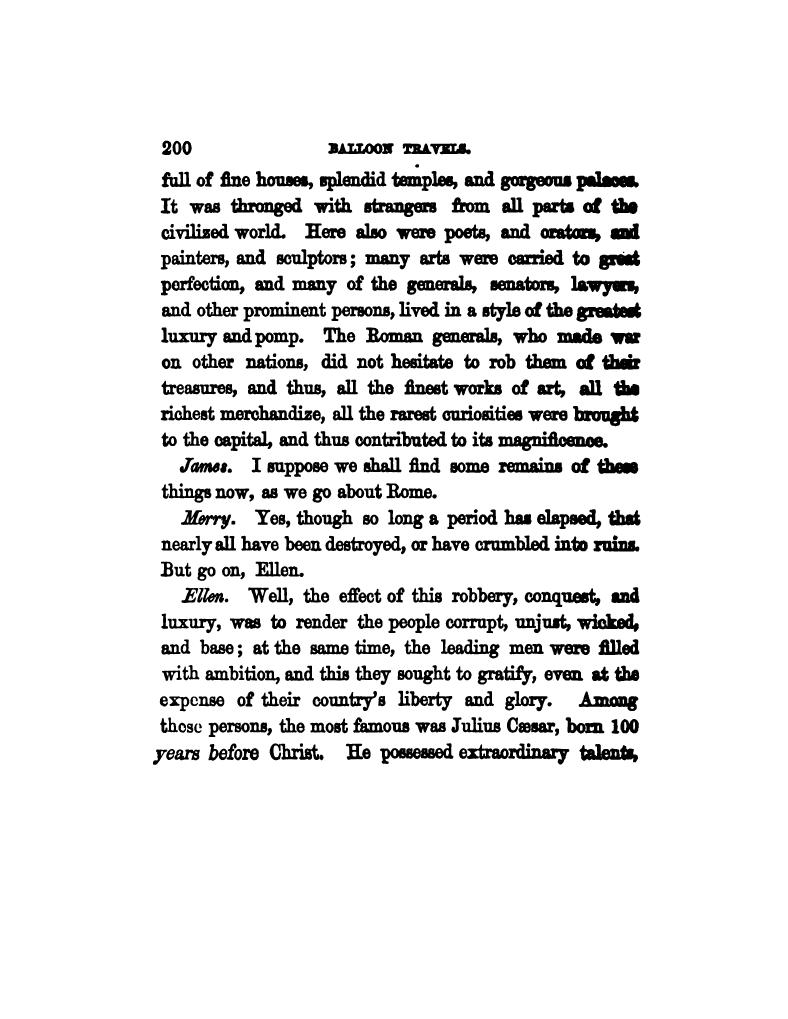 200 BALLOON TRAVELS.
full of fine houses, splendid temples, and gorgeous palaces.
It was thronged with strangers from all parts of the
civilized world. Here also were poets, and orators, and
painters, and sculptors; many arts were carried to great
perfection, and many of the generals, senators, lawyers,
and other prominent persons, lived in a style of the greatest
luxury and pomp. The Roman generals, who made war
on other nations, did not hesitate to rob them of their
treasures, and thus, all the finest works of art, all the
richest merchandize, all the rarest curiosities were brought
to the capital, and thus contributed to its magnificence.
James. I suppose we shall find some remains of these
things now, as we go about Rome.
Merry. Yes, though so long a period has elapsed, that
nearly all have been destroyed, or have crumbled into ruins.
But go on, Ellen.
Ellen. Well, the effect of this robbery, conquest, and
luxury, was to render the people corrupt, unjust, wicked,
and base; at the same time, the leading men were filled
with ambition, and this they sought to gratify, even at the
expense of their country's liberty and glory. Among
these persons, the most famous was Julius Cæsar, born 100
years before Christ. He possessed extraordinary talents,